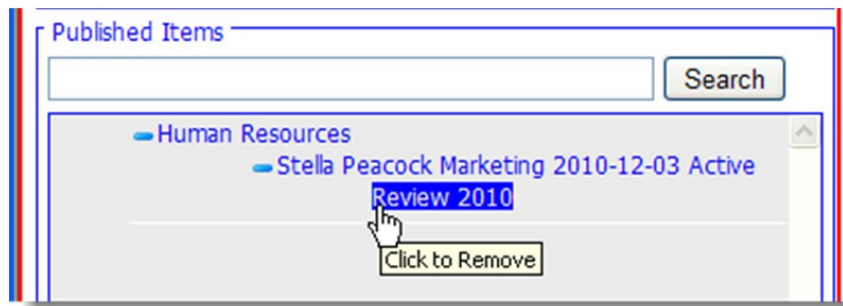 Published Items
Search
Human Resources
Stella Peacock Marketing 2010-12-03 Active
Review 2010
Click to Remove